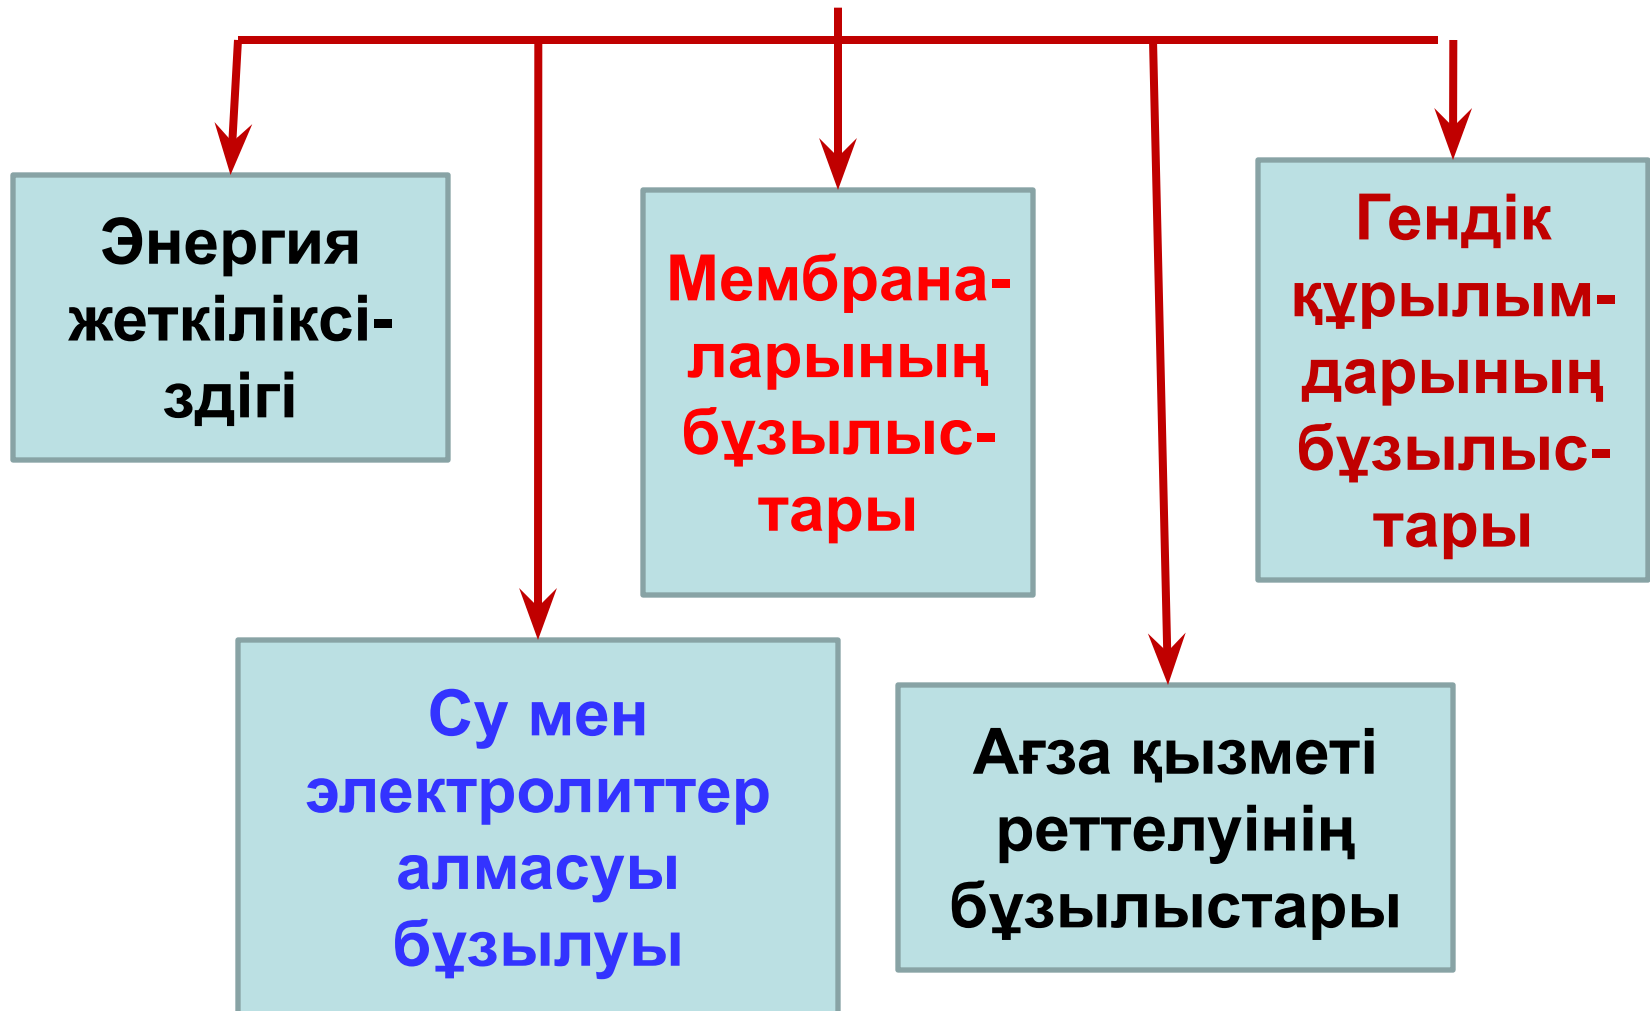 Энергия
жеткіліксі-
здігі
Мембрана-
ларының
бұзылыс-
тары
Гендік
құрылым-
дарының
бұзылыс-
тары
Су мен
электролиттер
алмасуы
бұзылуы
Ағза қызметі
реттелуінің
бұзылыстары